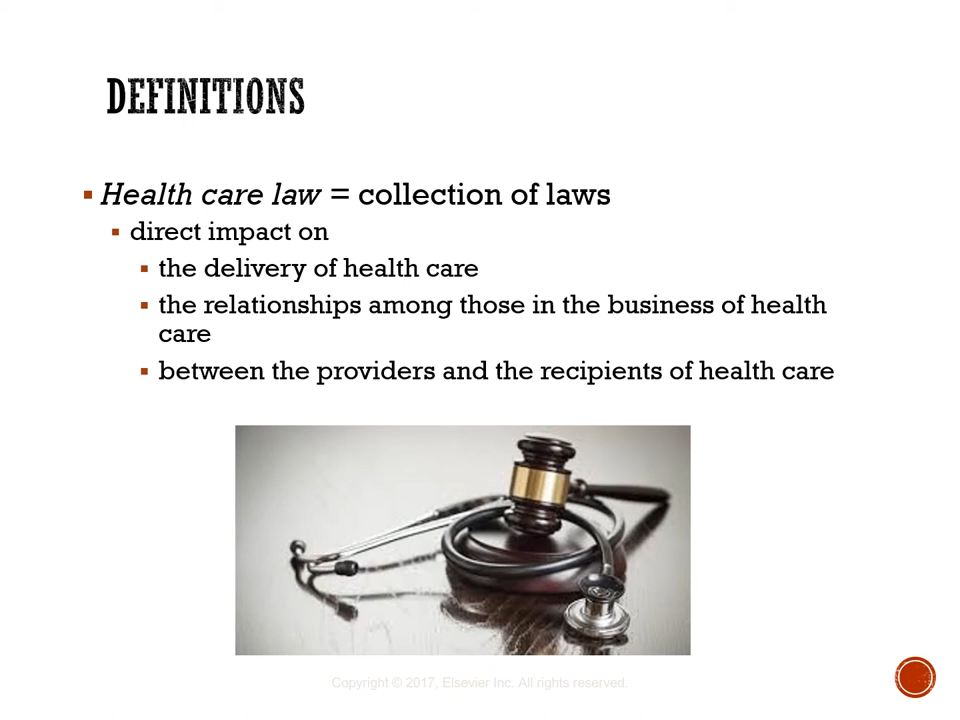 DEFINITIONS
▪ Health care law = collection of laws
▪ direct impact on
▪ the delivery of health care
▪ the relationships among those in the business of health
care
▪ between the providers and the recipients of health care
Copyright © 2017, Elsevier Inc. All rights reserved.